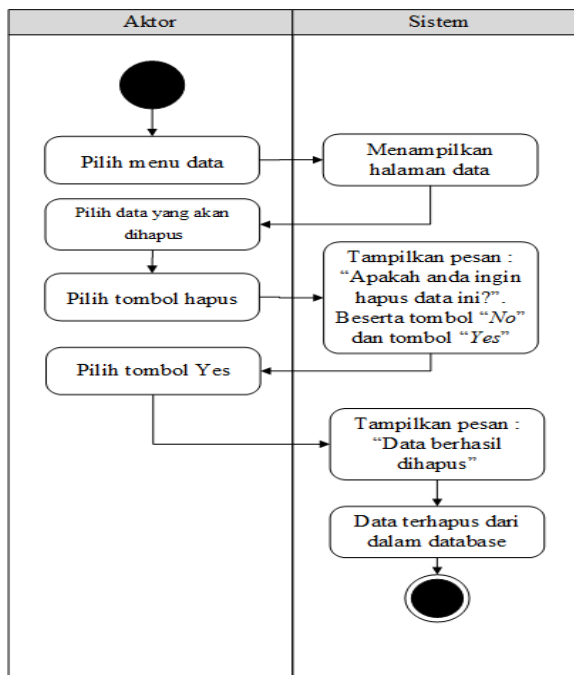 Aktor
Sistem
Pilih menu data
Menampilkan
halaman data
Pilih data yang akan
dihapus
Pilih tombol hapus
Tampilkan pesan :
“Apakah anda ingin
hapus data ini?”.
Beserta tombol “No”
dan tombol “Yes”
Pilih tombol Yes
Tampilkan pesan :
“Data berhasil
dihapus”
Data terhapus dari
dalam database